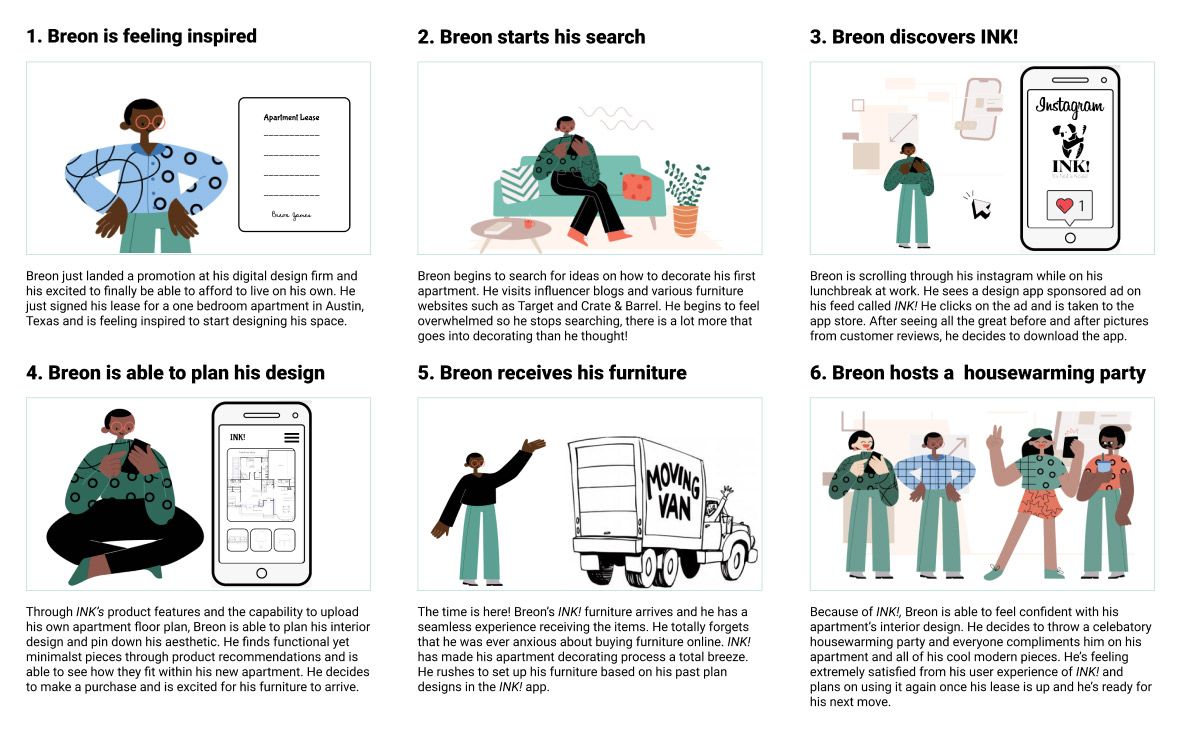 1. Breon is feeling inspired
Apartment Lease
Breon Jones
Breon just landed a promotion at his digital design firm and
his excited to finally be able to afford to live on his own. He
just signed his lease for a one bedroom apartment in Austin,
Texas and is feeling inspired to start designing his space.
2. Breon starts his search
Breon begins to search for ideas on how to decorate his first
apartment. He visits influencer blogs and various furniture
websites such as Target and Crate & Barrel. He begins to feel
overwhelmed so he stops searching, there is a lot more that
goes into decorating than he thought!
3. Breon discovers INK!
Instagram
INK!
1
Breon is scrolling through his instagram while on his
lunchbreak at work. He sees a design app sponsored ad on
his feed called INK! He clicks on the ad and is taken to the
app store. After seeing all the great before and after pictures
from customer reviews, he decides to download the app.
4. Breon is able to plan his design
INK!
Through INK's product features and the capability to upload
his own apartment floor plan, Breon is able to plan his interior
design and pin down his aesthetic. He finds functional yet
minimalst pieces through product recommendations and is
able to see how they fit within his new apartment. He decides
to make a purchase and is excited for his furniture to arrive.
5. Breon receives his furniture
MOVING
VAN
The time is here! Breon's INK! furniture arrives and he has a
seamless experience receiving the items. He totally forgets
that he was ever anxious about buying furniture online. INK!
has made his apartment decorating process a total breeze.
He rushes to set up his furniture based on his past plan
designs in the INK! app.
6. Breon hosts a  housewarming party
Because of INK!, Breon is able to feel confident with his
apartment's interior design. He decides to throw a celebatory
housewarming party and everyone compliments him on his
apartment and all of his cool modern pieces. He's feeling
extremely satisfied from his user experience of INK! and
plans on using it again once his lease is up and he's ready for
his next move.